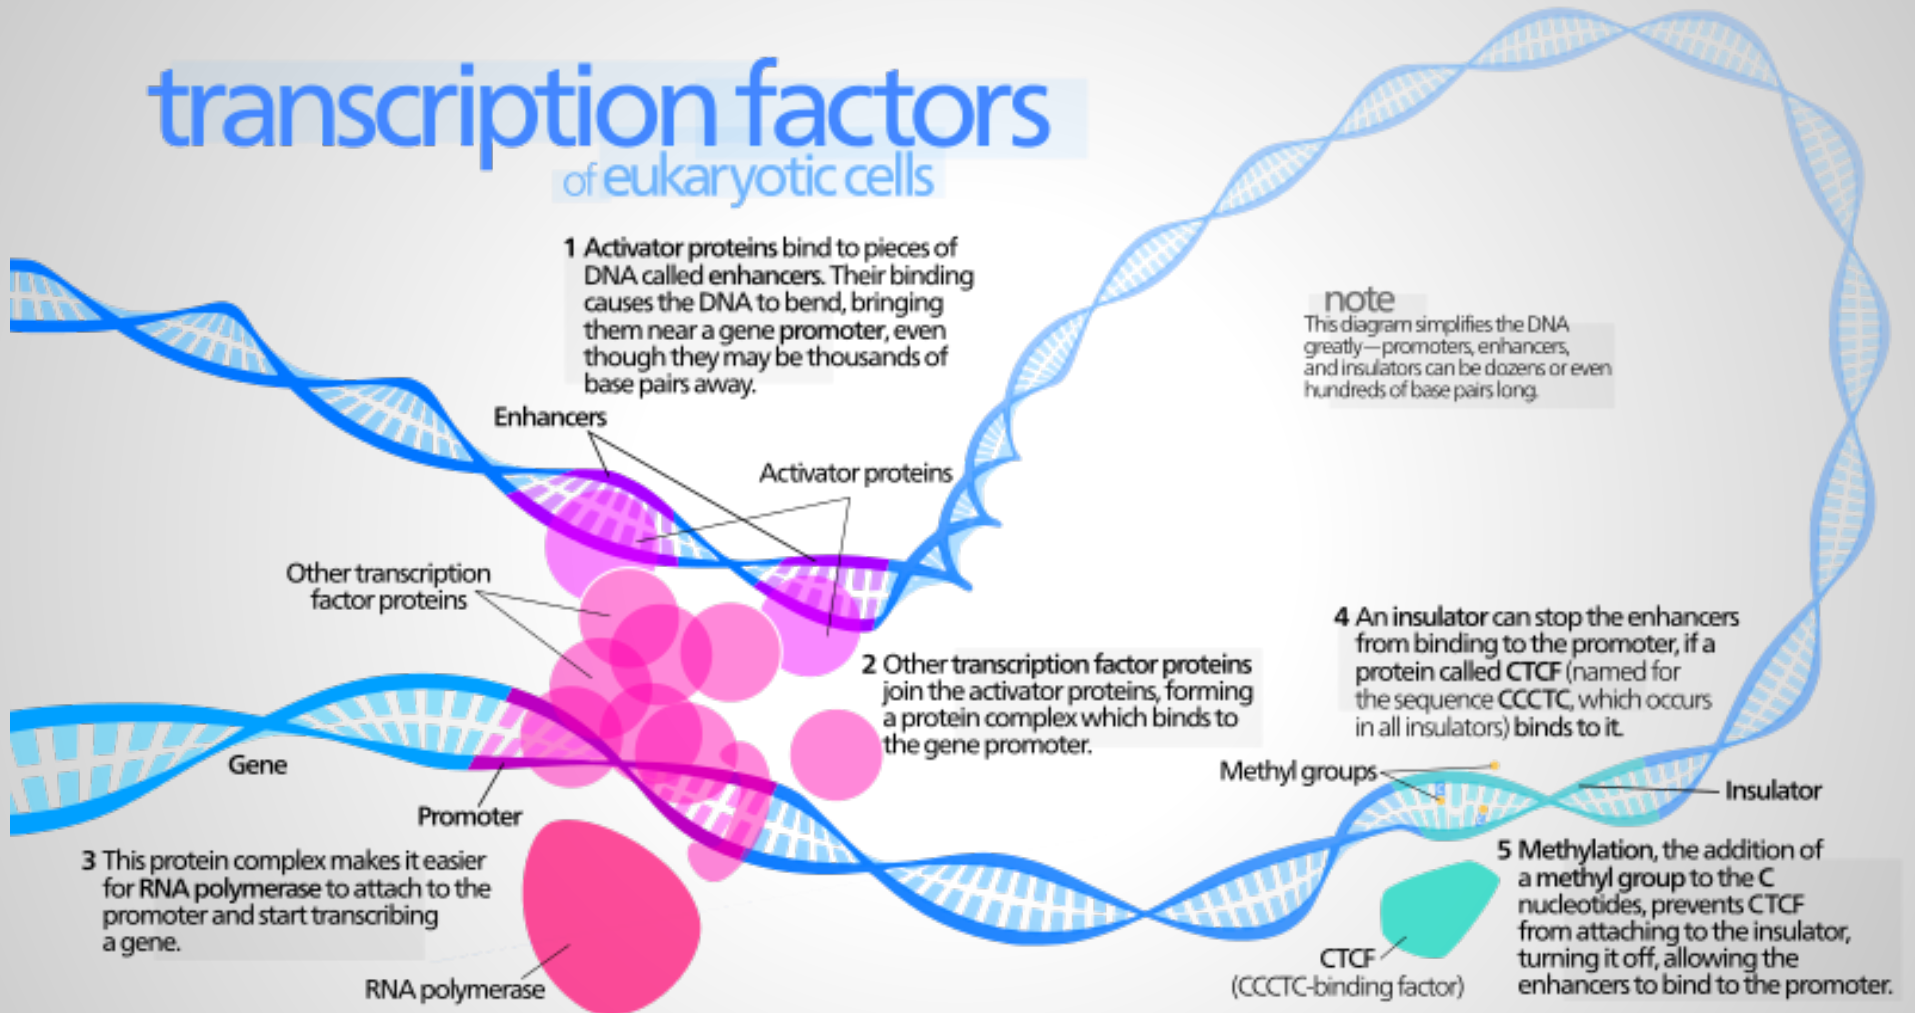 transcription factors
of eukaryotic cells
1 Activator proteins bind to pieces of
DNA called enhancers. Their binding
causes the DNA to bend, bringing
them near a gene promoter, even
though they may be thousands of
base pairs away.
note
This diagram simplifies the DNA
greatly—promoters, enhancers,
and insulators can be dozens or even
hundreds of base pairs long.
Enhancers
Activator proteins
Other transcription
factor proteins
2 Other transcription factor proteins
join the activator proteins, forming
a protein complex which binds to
the gene promoter.
4 An insulator can stop the enhancers
from binding to the promoter, if a
protein called CTCF (named for
the sequence CCCTC, which occurs
in all insulators) binds to it.
Gene
Promoter
Methyl groups
Insulator
3 This protein complex makes it easier
for RNA polymerase to attach to the
promoter and start transcribing
a gene.
RNA polymerase
5 Methylation, the addition of
a methyl group to the C
nucleotides, prevents CTCF
from attaching to the insulator,
turning it off, allowing the
enhancers to bind to the promoter.
CTCF
(CCCTC-binding factor)